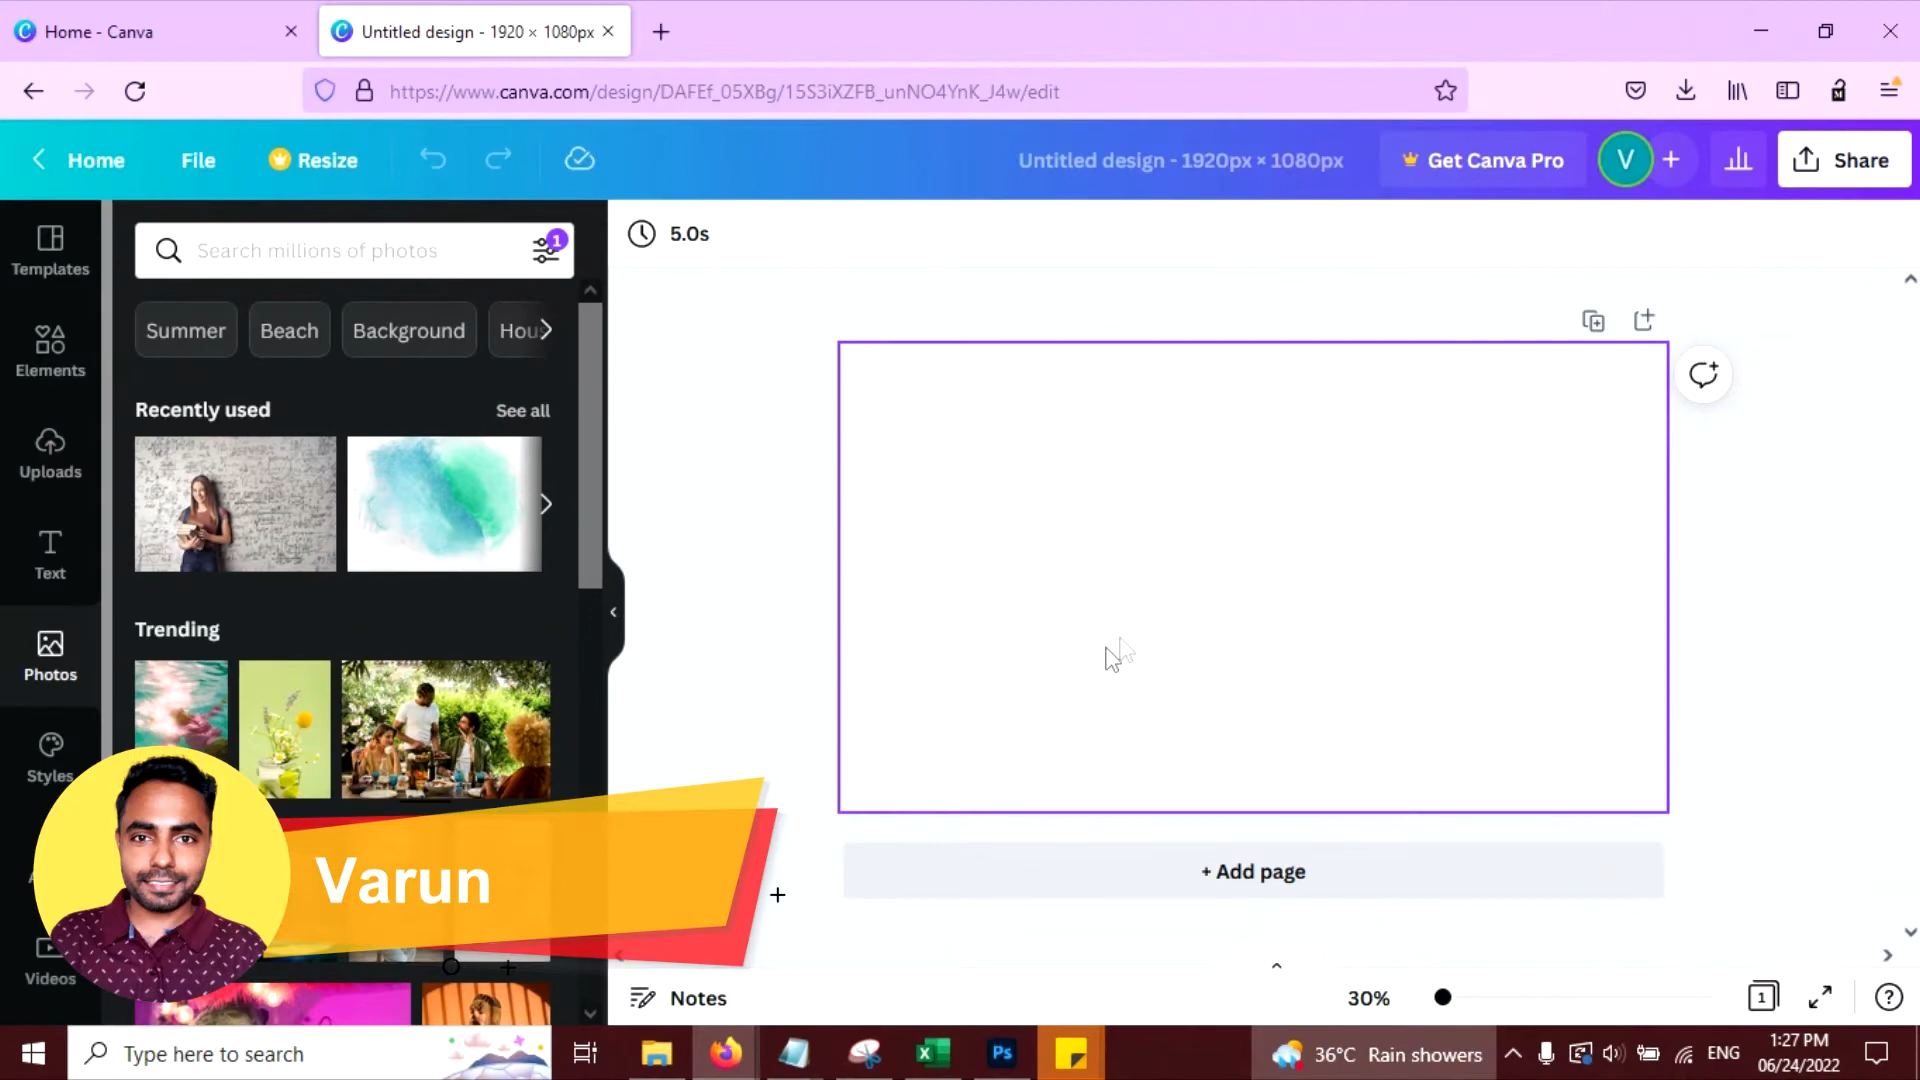 Home - Canva
Untitled design - 1920 × 1080px
https://www.canva.com/design/DAFEf_05XBg/15S3iXZFB_unNO4YnK_J4w/edit
Home
File
Resize
Untitled design - 1920px × 1080px
Get Canva Pro
V
Share
Templates
Elements
Uploads
Text
Photos
Styles
Videos
Search millions of photos
1
Summer
Beach
Background
Hous
Recently used
See all
Trending
5.0s
+ Add page
Varun
Notes
30%
1
Type here to search
Ps
36°C Rain showers
ENG
1:27 PM
06/24/2022